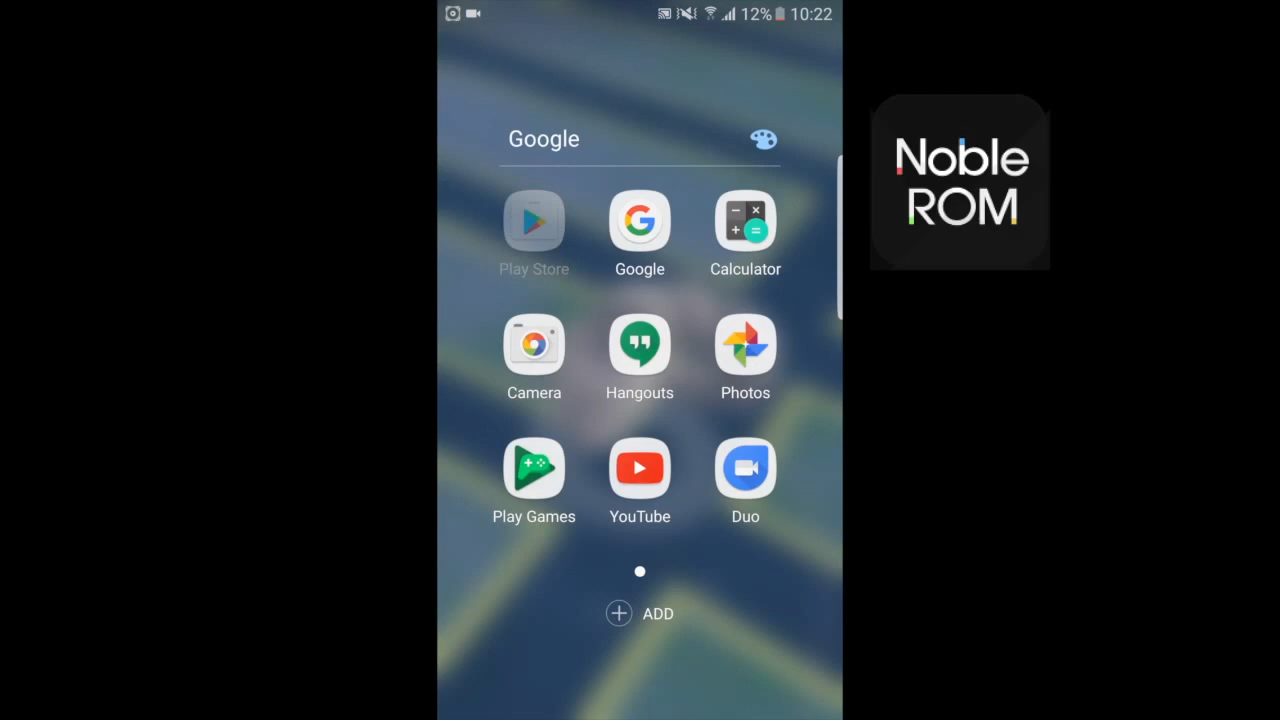 12% 10:22
Google
Play Store Google Calculator
Camera Hangouts Photos
Play Games YouTube Duo
ADD
Noble
ROM